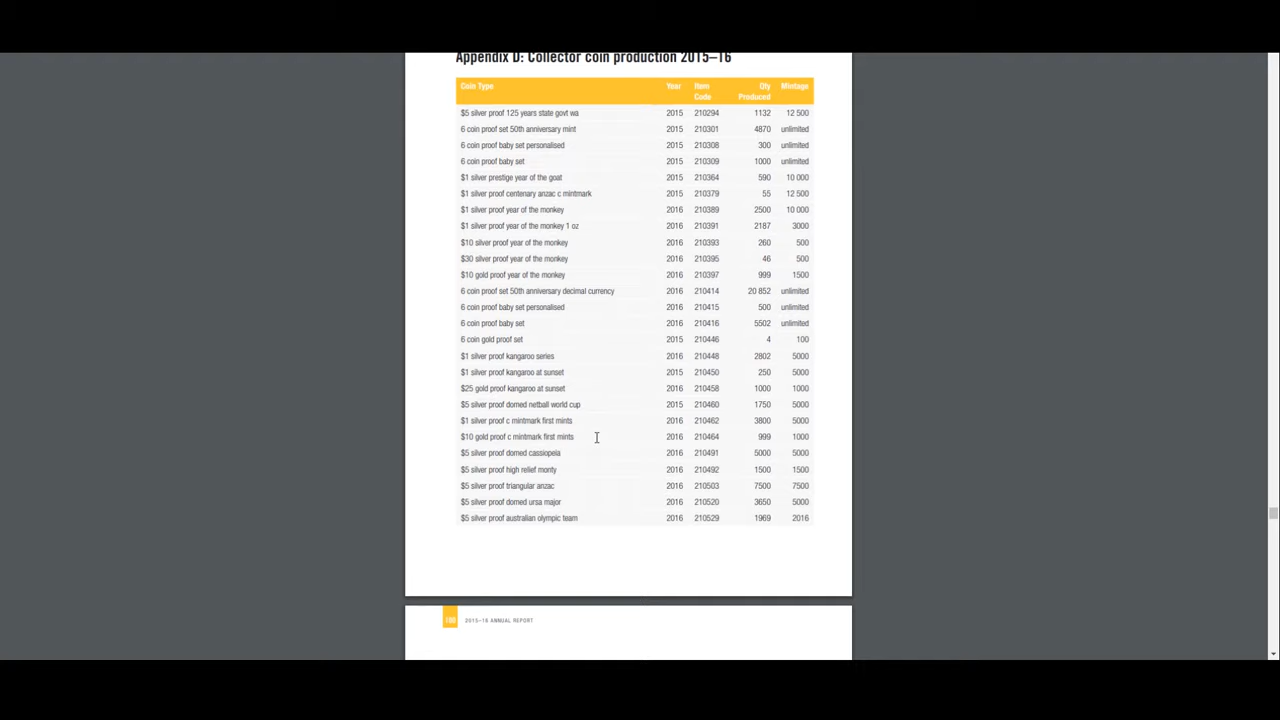 Appendix D: Collector coin production 2015–16
Coin Type Year Item Code Qty Produced Mintage
$5 silver proof 125 years state govt wa 2015 210294 1132 12 500
6 coin proof set 50th anniversary mint 2015 210301 4870 unlimited
6 coin proof baby set personalised 2015 210308 300 unlimited
6 coin proof baby set 2015 210309 1000 unlimited
$1 silver prestige year of the goat 2015 210364 590 10 000
$1 silver proof centenary anzac c mintmark 2015 210379 55 12 500
$1 silver proof year of the monkey 2016 210389 2500 10 000
$1 silver proof year of the monkey 1 oz 2016 210391 2187 3000
$10 silver proof year of the monkey 2016 210393 260 500
$30 silver proof year of the monkey 2016 210395 46 500
$10 gold proof year of the monkey 2016 210397 999 1500
6 coin proof set 50th anniversary decimal currency 2016 210414 20 852 unlimited
6 coin proof baby set personalised 2016 210415 500 unlimited
6 coin proof baby set 2016 210416 5502 unlimited
6 coin gold proof set 2015 210446 4 100
$1 silver proof kangaroo series 2016 210448 2802 5000
$1 silver proof kangaroo at sunset 2015 210450 250 5000
$25 gold proof kangaroo at sunset 2016 210458 1000 1000
$5 silver proof domed netball world cup 2015 210460 1750 5000
$1 silver proof c mintmark first mints 2016 210462 3800 5000
$10 gold proof c mintmark first mints 2016 210464 999 1000
$5 silver proof domed cassiopeia 2016 210491 5000 5000
$5 silver proof high relief monty 2016 210492 1500 1500
$5 silver proof triangular anzac 2016 210503 7500 7500
$5 silver proof domed ursa major 2016 210520 3650 5000
$5 silver proof australian olympic team 2016 210529 1969 2016
2015–16 ANNUAL REPORT